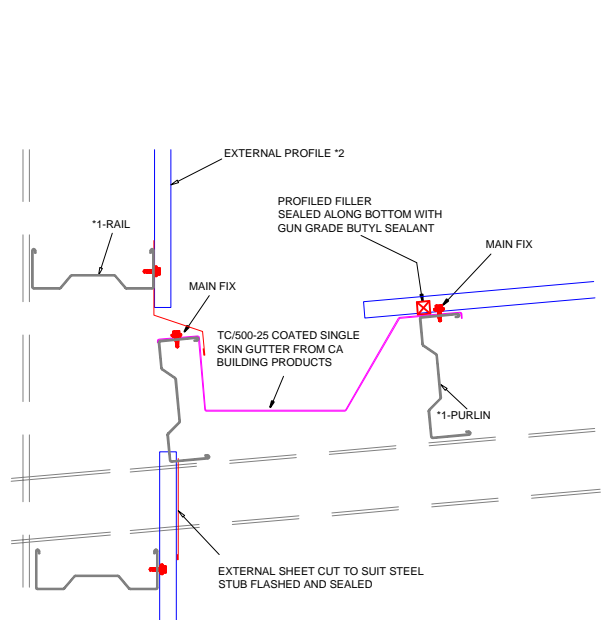 EXTERNAL PROFILE *2
PROFILED FILLER
SEALED ALONG BOTTOM WITH
GUN GRADE BUTYL SEALANT
*1-RAIL
MAIN FIX
MAIN FIX
TC/500-25 COATED SINGLE
SKIN GUTTER FROM CA
BUILDING PRODUCTS
*1-PURLIN
EXTERNAL SHEET CUT TO SUIT STEEL
STUB FLASHED AND SEALED